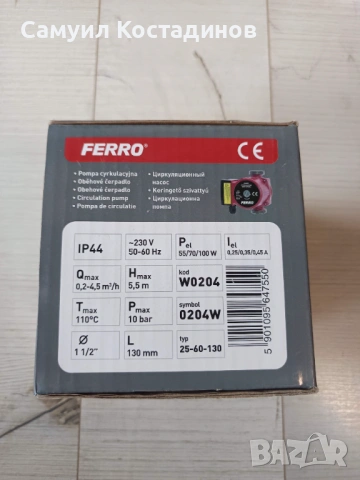 Самуил Костадинов
FERRO®
CE
• Pompa cyrkulacyjna
• Oběhové čerpadlo
• Obehové čerpadlo
• Circulation pump
• Pompa de circulatie
• Циркуляционный
насос
• Keringető szivattyú
• Циркулационна
помпа
IP44
~230 V
50-60 Hz
Pel
55/70/100 W
Iel
0,25/0,35/0,45 A
Qmax
0,2-4,5 m³/h
Hmax
5,5 m
kod
W0204
Tmax
110°C
Pmax
10 bar
symbol
0204W
Ø
1 1/2"
L
130 mm
typ
25-60-130
5 901095 647550
BAZAR